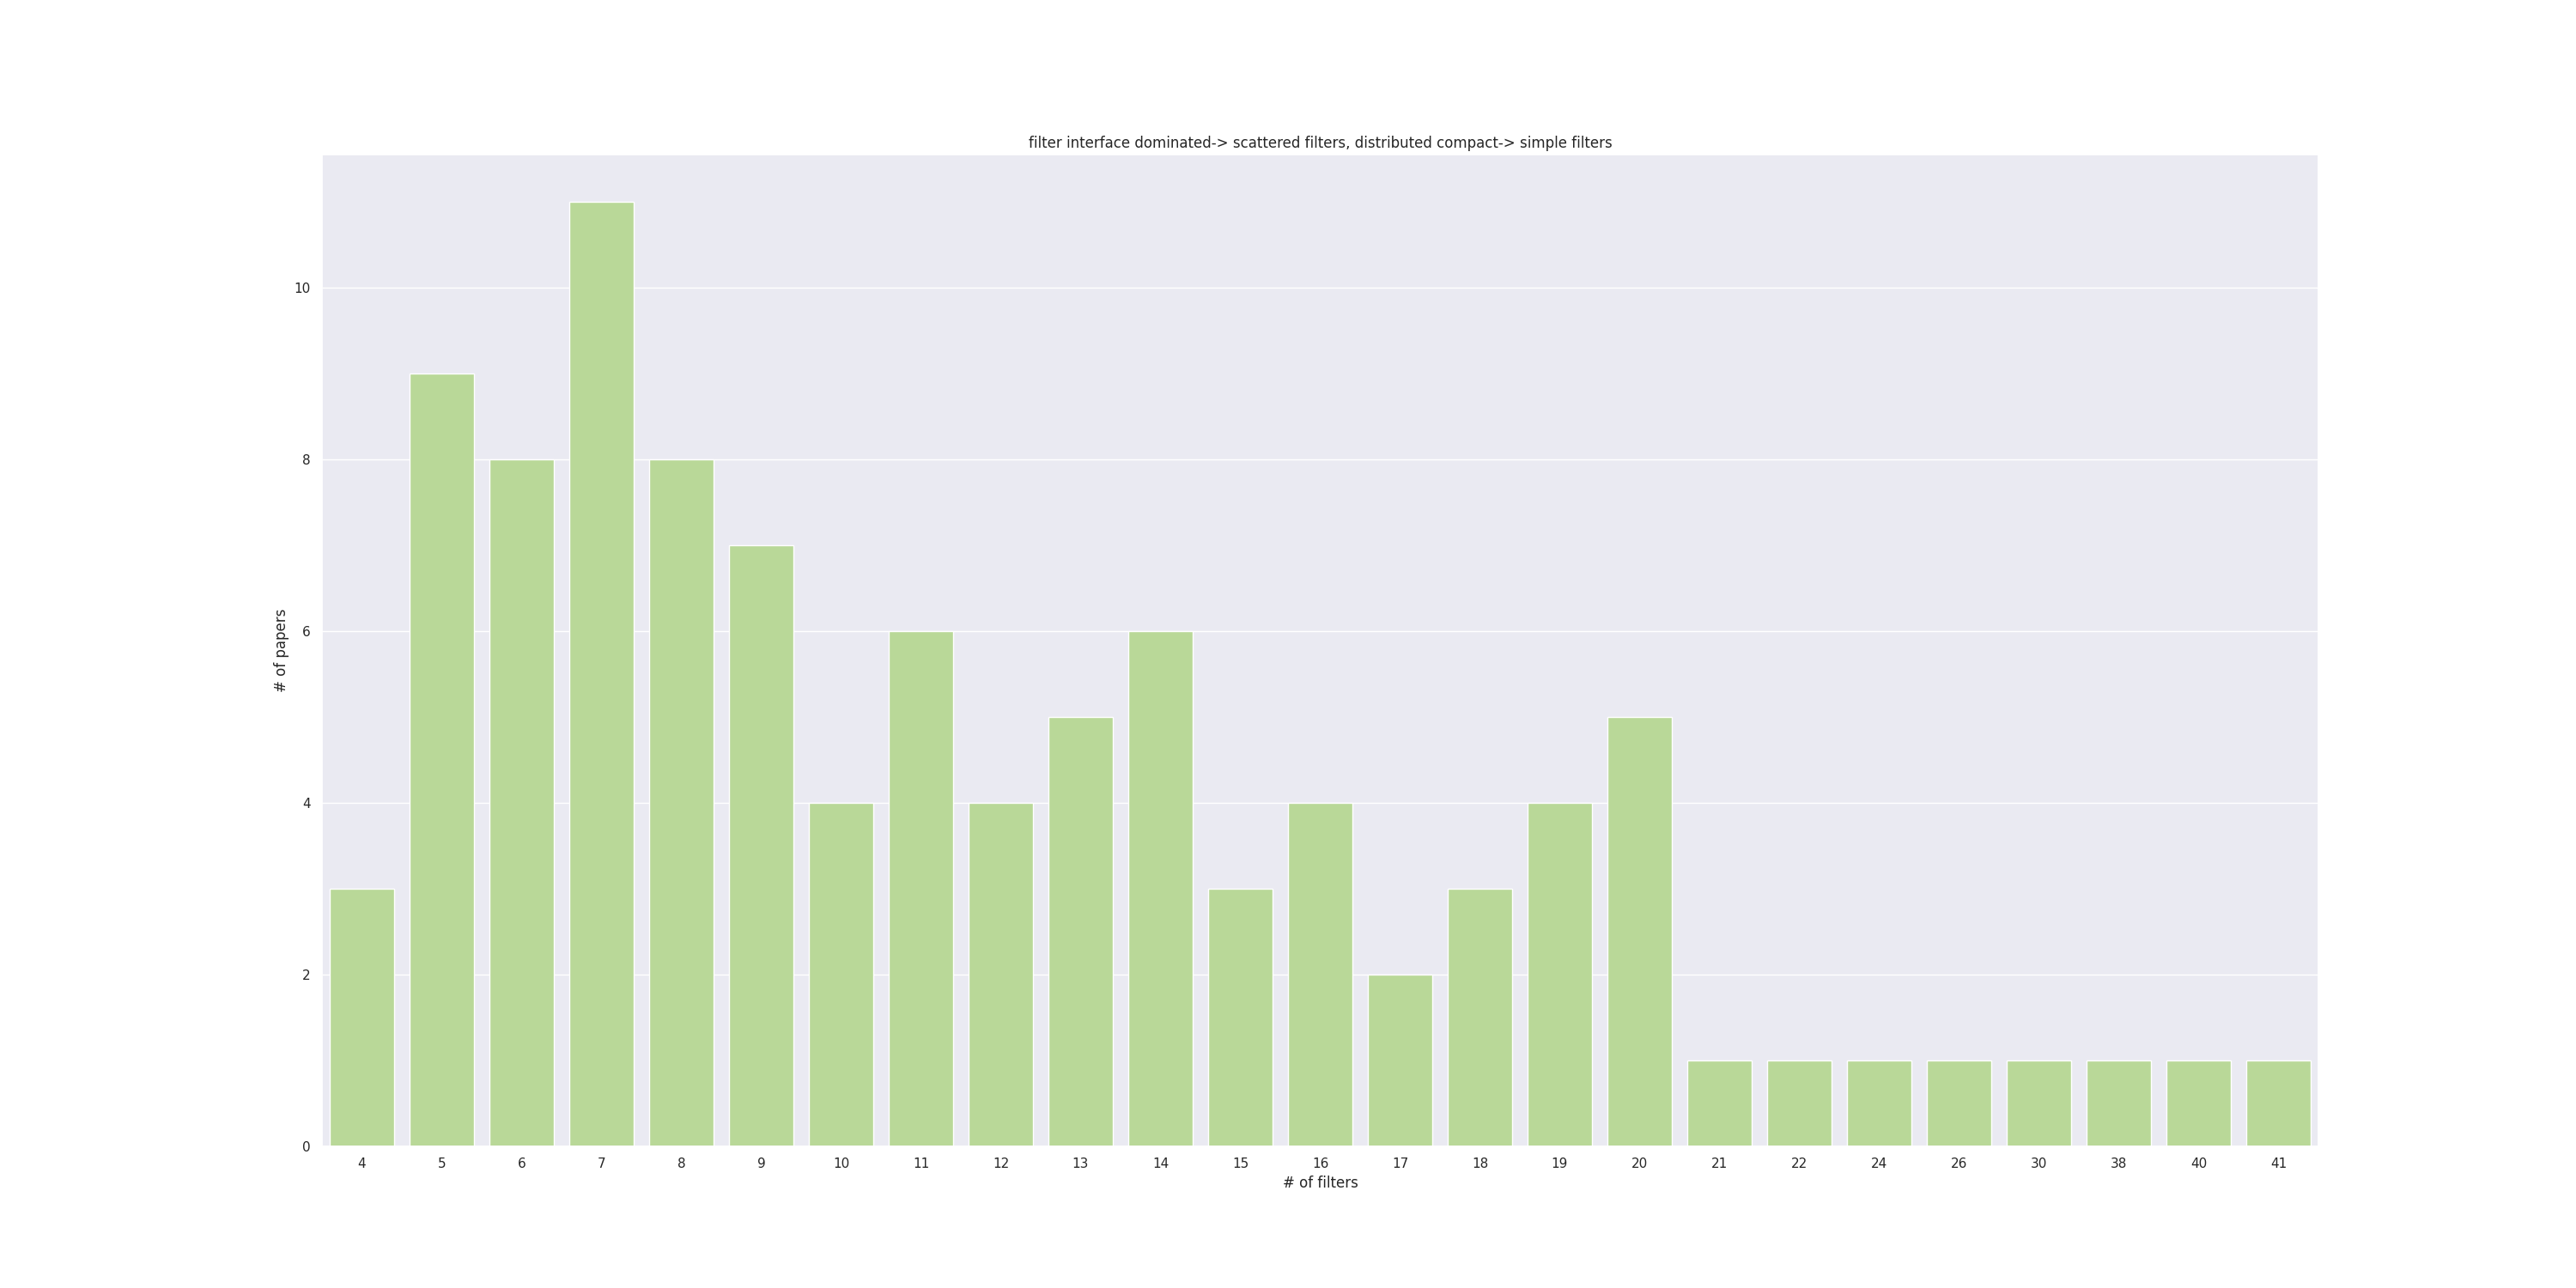 filter interface dominated-> scattered filters, distributed compact-> simple filters
# of papers
10
8
6
4
2
0
4 5 6 7 8 9 10 11 12 13 14 15 16 17 18 19 20 21 22 24 26 30 38 40 41
# of filters